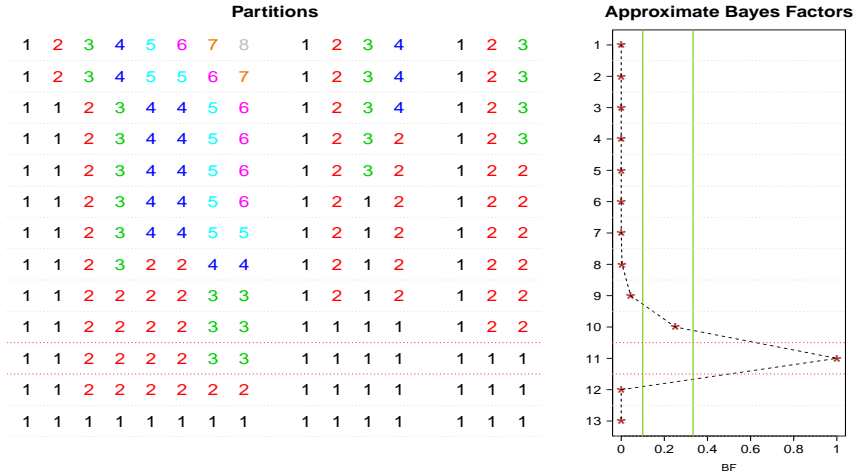 Partitions
Approximate Bayes Factors
1 2 3 4 5 6 7 8 1 2 3 4 1 2 3
1 2 3 4 5 5 6 7 1 2 3 4 1 2 3
1 1 2 3 4 4 5 6 1 2 3 4 1 2 3
1 1 2 3 4 4 5 6 1 2 3 2 1 2 3
1 1 2 3 4 4 5 6 1 2 3 2 1 2 2
1 1 2 3 4 4 5 6 1 2 1 2 1 2 2
1 1 2 3 4 4 5 5 1 2 1 2 1 2 2
1 1 2 3 2 2 4 4 1 2 1 2 1 2 2
1 1 2 2 2 2 3 3 1 2 1 2 1 2 2
1 1 2 2 2 2 3 3 1 1 1 1 1 2 2
1 1 2 2 2 2 3 3 1 1 1 1 1 1 1
1 1 2 2 2 2 2 2 1 1 1 1 1 1 1
1 1 1 1 1 1 1 1 1 1 1 1 1 1 1
1
2
3
4
5
6
7
8
9
10
11
12
13
0 0.2 0.4 0.6 0.8 1
BF